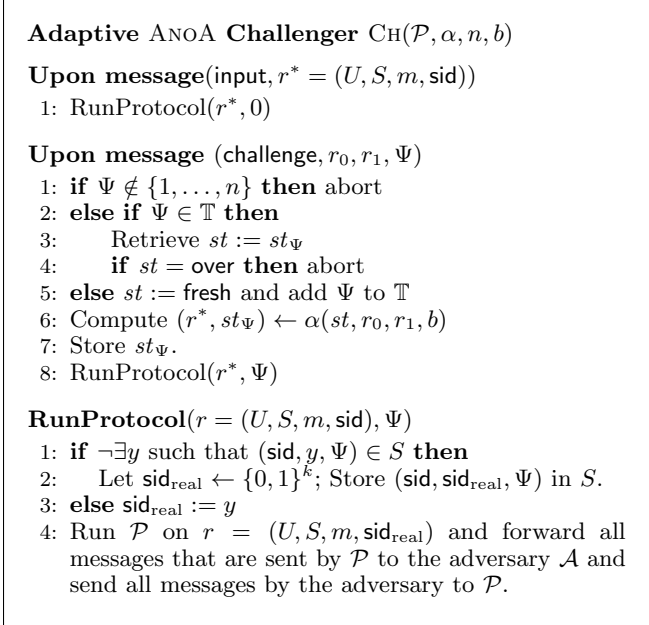 Adaptive ANOA Challenger CH(𝒫, α, n, b)
Upon message(input, r* = (U, S, m, sid))
1: RunProtocol(r*, 0)
Upon message (challenge, r₀, r₁, Ψ)
1: if Ψ ∉ {1, . . . , n} then abort
2: else if Ψ ∈ 𝕋 then
3: Retrieve st := st_Ψ
4: if st = over then abort
5: else st := fresh and add Ψ to 𝕋
6: Compute (r*, st_Ψ) ← α(st, r₀, r₁, b)
7: Store st_Ψ.
8: RunProtocol(r*, Ψ)
RunProtocol(r = (U, S, m, sid), Ψ)
1: if ¬∃y such that (sid, y, Ψ) ∈ S then
2: Let sid_real ← {0, 1}ᵏ; Store (sid, sid_real, Ψ) in S.
3: else sid_real := y
4: Run 𝒫 on r = (U, S, m, sid_real) and forward all
messages that are sent by 𝒫 to the adversary 𝒜 and
send all messages by the adversary to 𝒫.